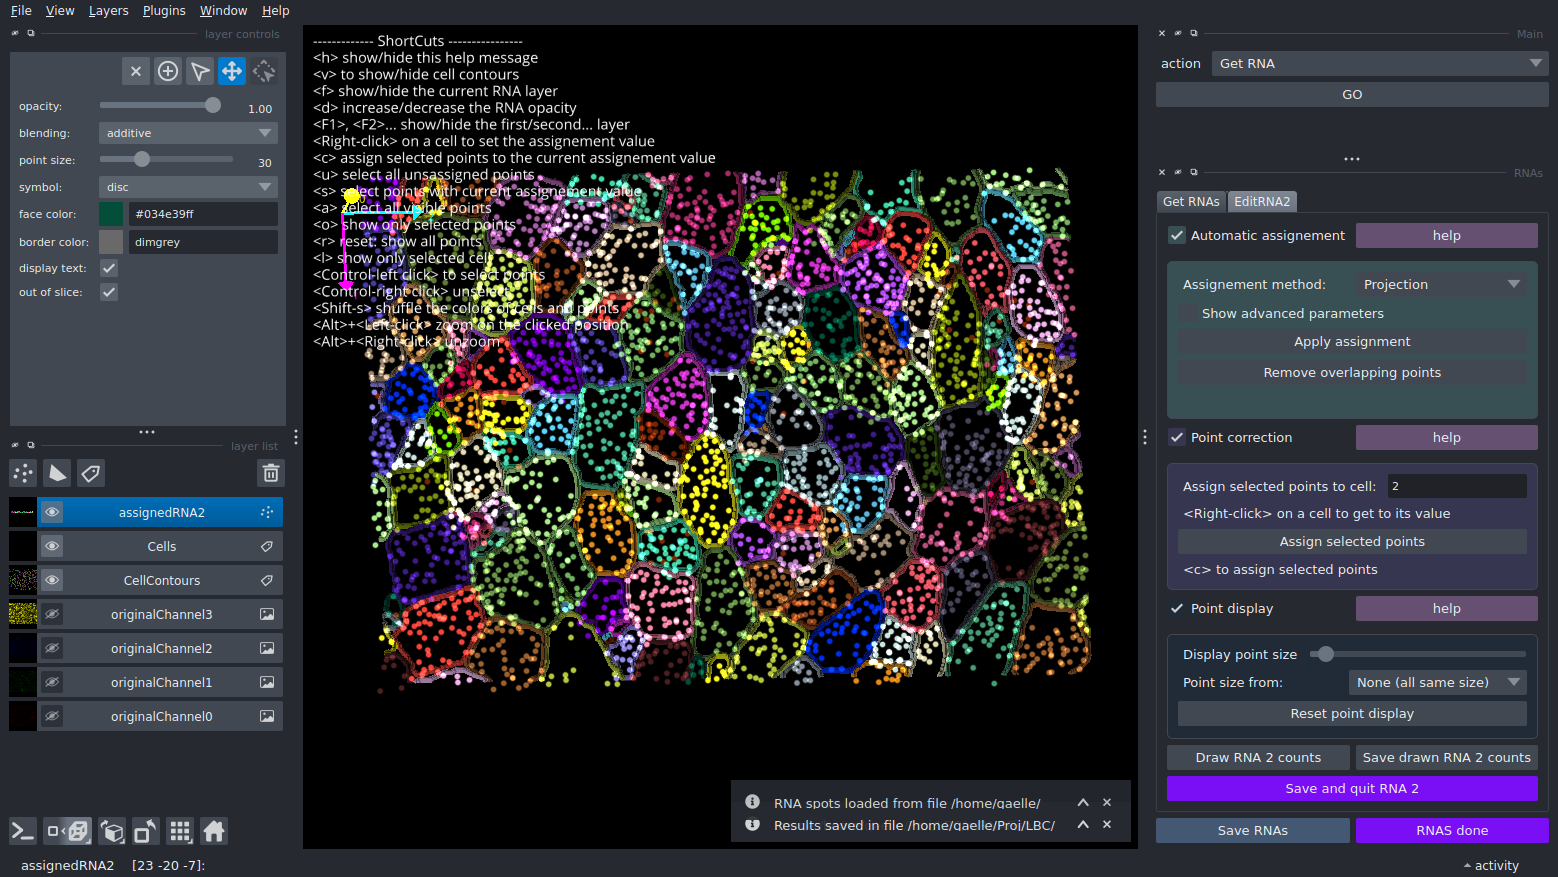 File View Layers Plugins Window Help
layer controls
opacity: 1.00
blending: additive
point size: 30
symbol: disc
face color: #034e39ff
border color: dimgrey
display text:
out of slice:
layer list
assignedRNA2
Cells
CellContours
originalChannel3
originalChannel2
originalChannel1
originalChannel0
assignedRNA2 [23 -20 -7]:
------------- ShortCuts ----------------
<h> show/hide this help message
<v> to show/hide cell contours
<f> show/hide the current RNA layer
<d> increase/decrease the RNA opacity
<F1>, <F2>... show/hide the first/second... layer
<Right-click> on a cell to set the assignement value
<c> assign selected points to the current assignement value
<u> select all unsassigned points
<s> select points with current assignement value
<a> select all visible points
<o> show only selected points
<r> reset: show all points
<l> show only selected cell
<Control-left click> to select points
<Control-right-click> unselect
<Shift-s> shuffle the colors of cells and points
<Alt>+<Left-click> zoom on the clicked position
<Alt>+<Right-click> unzoom
RNA spots loaded from file /home/gaelle/
Results saved in file /home/gaelle/Proj/LBC/
Main
action Get RNA
GO
RNAs
Get RNAs EditRNA2
Automatic assignement help
Assignement method: Projection
Show advanced parameters
Apply assignment
Remove overlapping points
Point correction help
Assign selected points to cell: 2
<Right-click> on a cell to get to its value
Assign selected points
<c> to assign selected points
Point display help
Display point size
Point size from: None (all same size)
Reset point display
Draw RNA 2 counts Save drawn RNA 2 counts
Save and quit RNA 2
Save RNAs RNAS done
activity